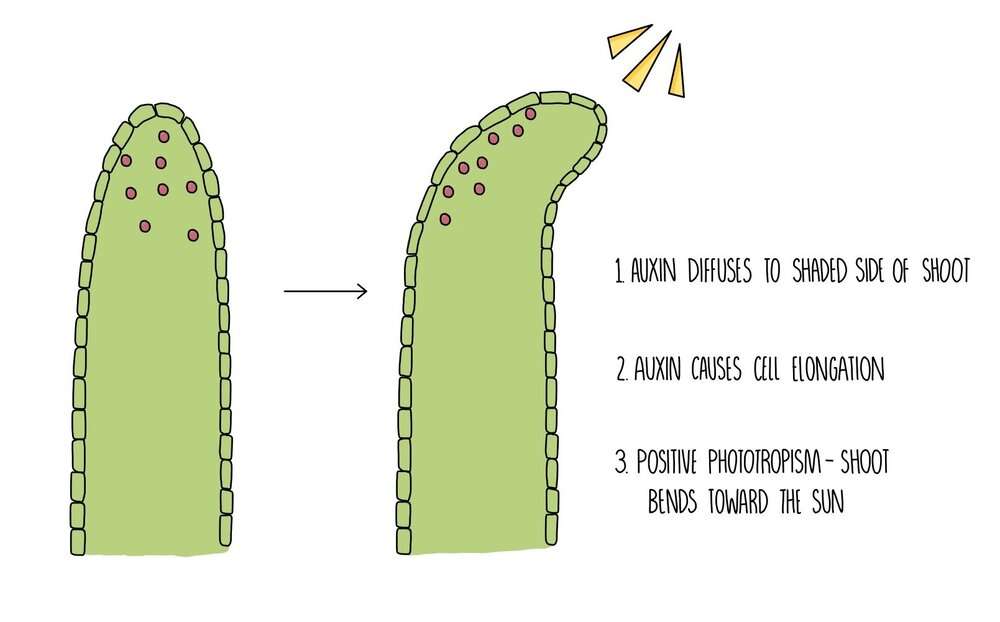 1. AUXIN DIFFUSES TO SHADED SIDE OF SHOOT
2. AUXIN CAUSES CELL ELONGATION
3. POSITIVE PHOTOTROPISM - SHOOT
BENDS TOWARD THE SUN